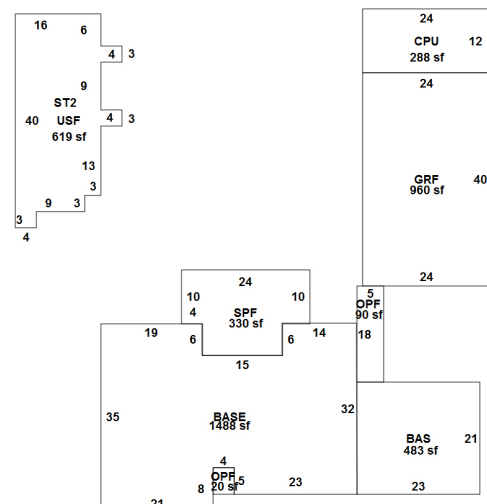 16
6
4
3
9
ST2
40
USF
4
3
619 sf
13
3
9
3
3
4
24
CPU
12
288 sf
24
GRF
40
960 sf
24
24
10
10
4
SPF
330 sf
19
6
6
14
15
5
OPF
90 sf
18
35
BASE
1488 sf
32
BAS
21
483 sf
4
OPF
20 sf
5
8
23
23
21